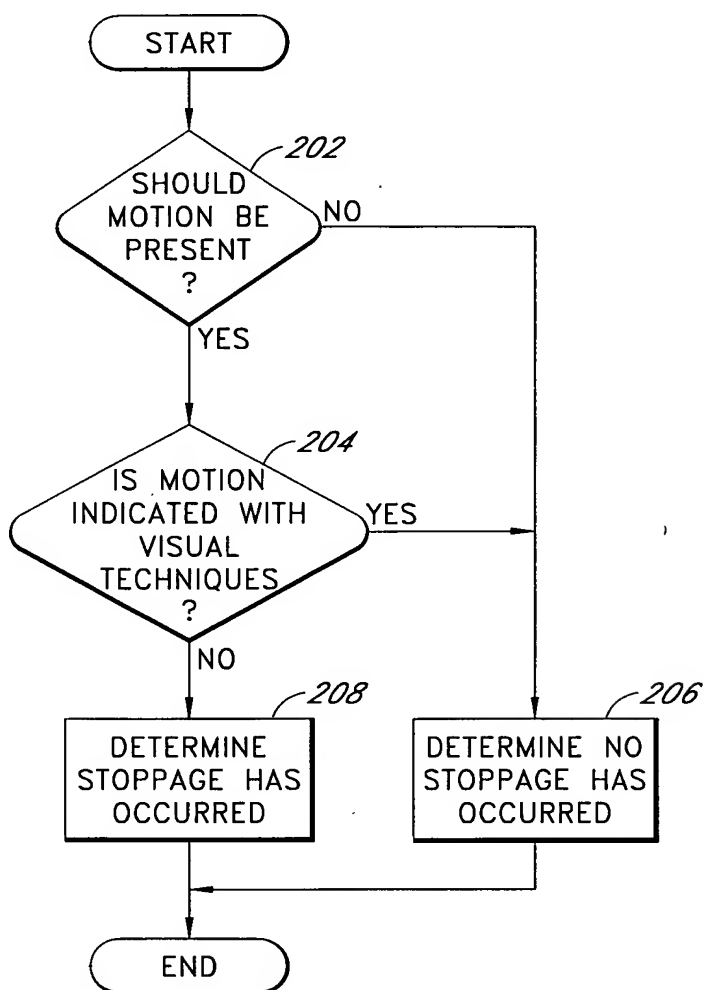 START
202
SHOULD
MOTION BE
PRESENT
?
NO
YES
204
IS MOTION
INDICATED WITH
VISUAL
TECHNIQUES
?
YES
NO
208
DETERMINE
STOPPAGE HAS
OCCURRED
206
DETERMINE NO
STOPPAGE HAS
OCCURRED
END